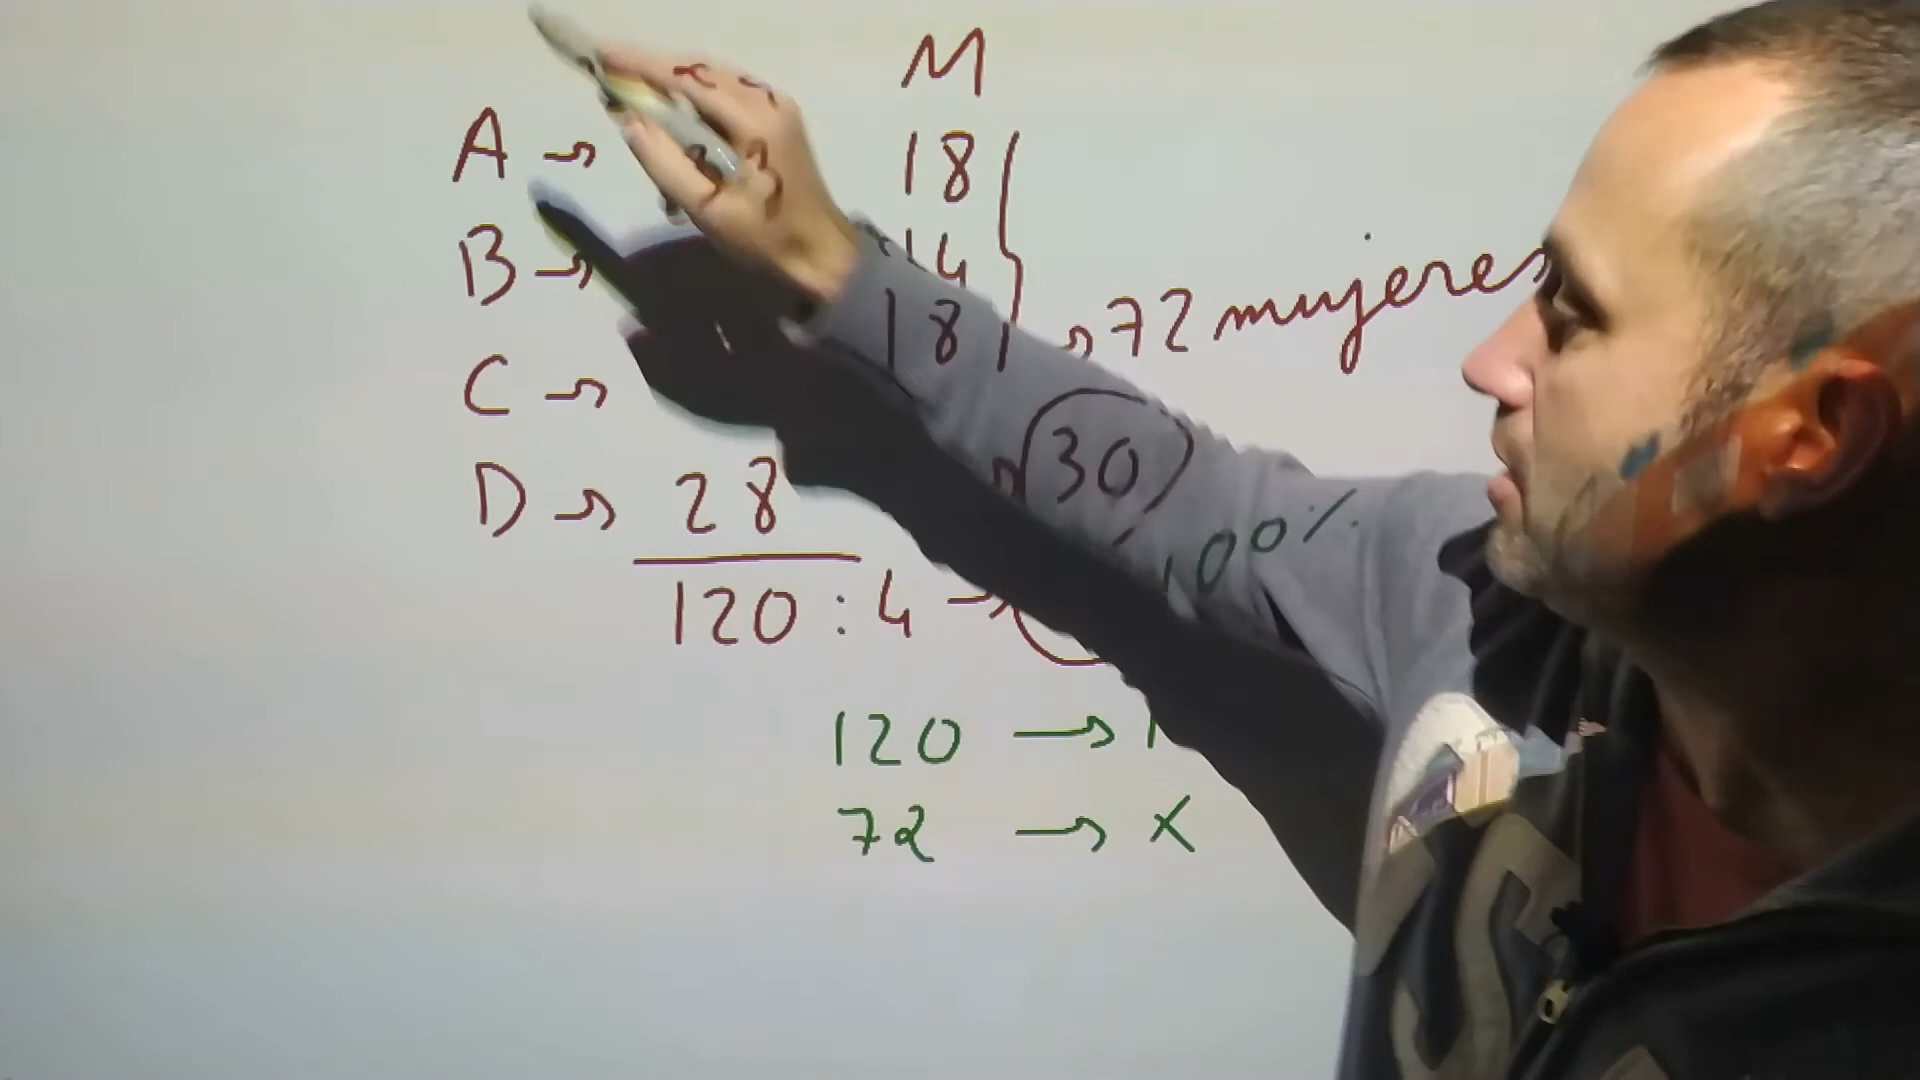 M
A → 18
B → 14
18
→ 72 mujeres
C →
30
D → 28
100%
120 : 4 →
120 →
72 → x